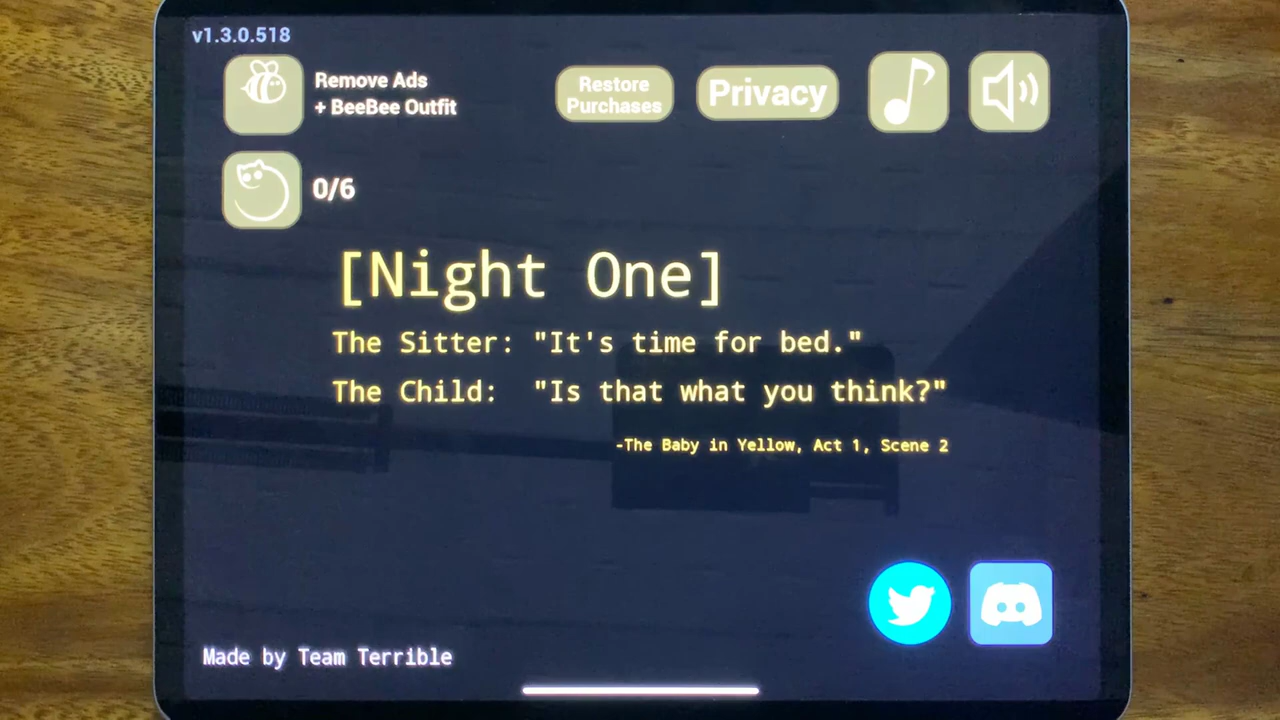 v1.3.0.518
Remove Ads
+ BeeBee Outfit
Restore
Purchases
Privacy
0/6
[Night One]
The Sitter: "It's time for bed."
The Child:  "Is that what you think?"
-The Baby in Yellow, Act 1, Scene 2
Made by Team Terrible